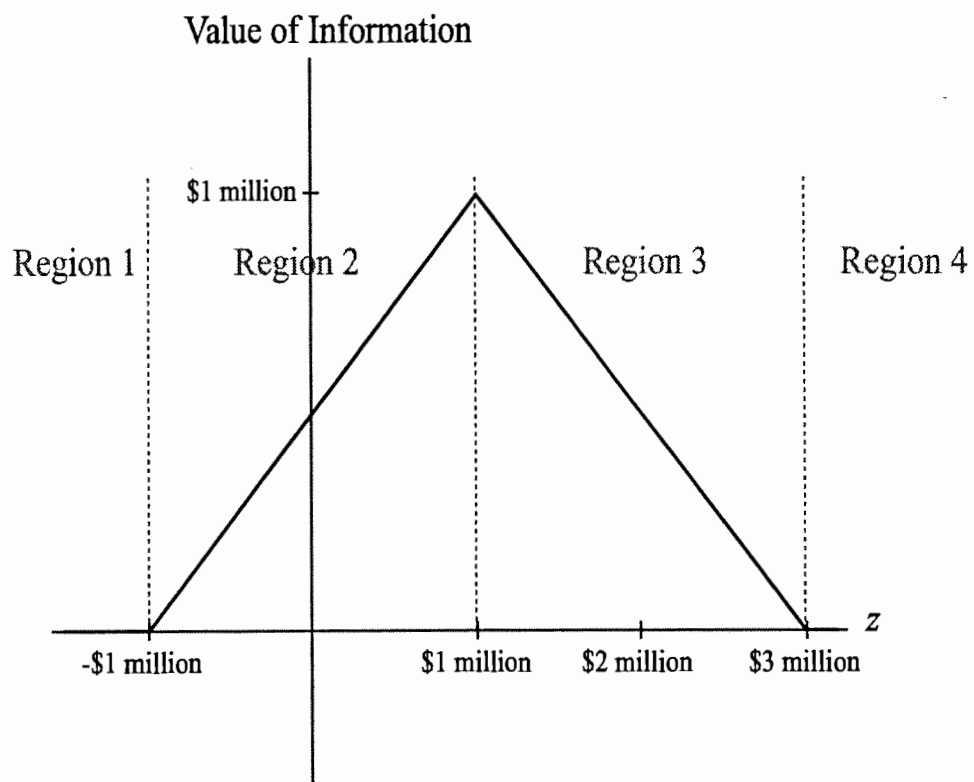 Value of Information
$1 million
Region 1
Region 2
Region 3
Region 4
z
-$1 million
$1 million
$2 million
$3 million